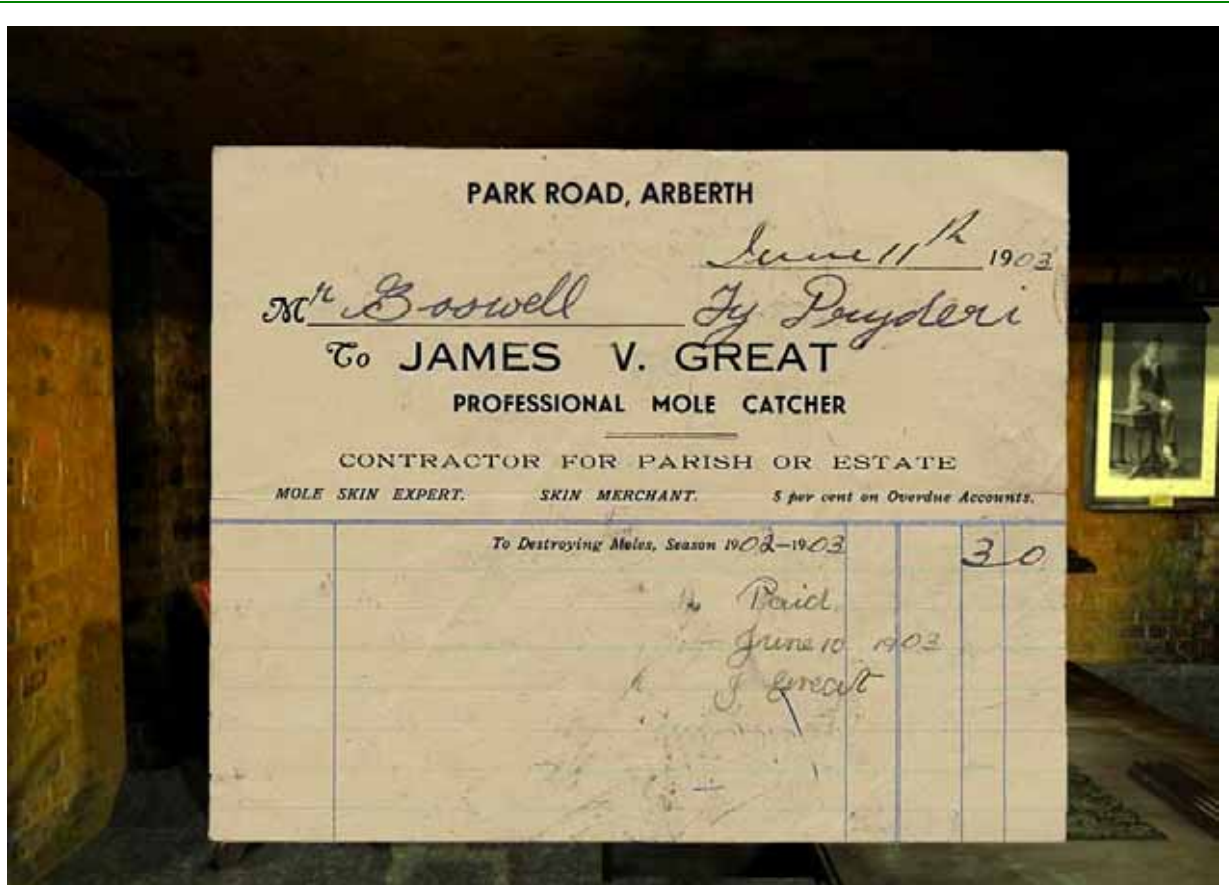 PARK ROAD, ARBERTH
June 11th 1903
Mr Boswell Ty Pryderi
To JAMES V. GREAT
PROFESSIONAL MOLE CATCHER
CONTRACTOR FOR PARISH OR ESTATE
MOLE SKIN EXPERT. SKIN MERCHANT. 5 per cent on Overdue Accounts.
To Destroying Moles, Season 1902-1903 3 0
Paid
June 10 1903
J Great